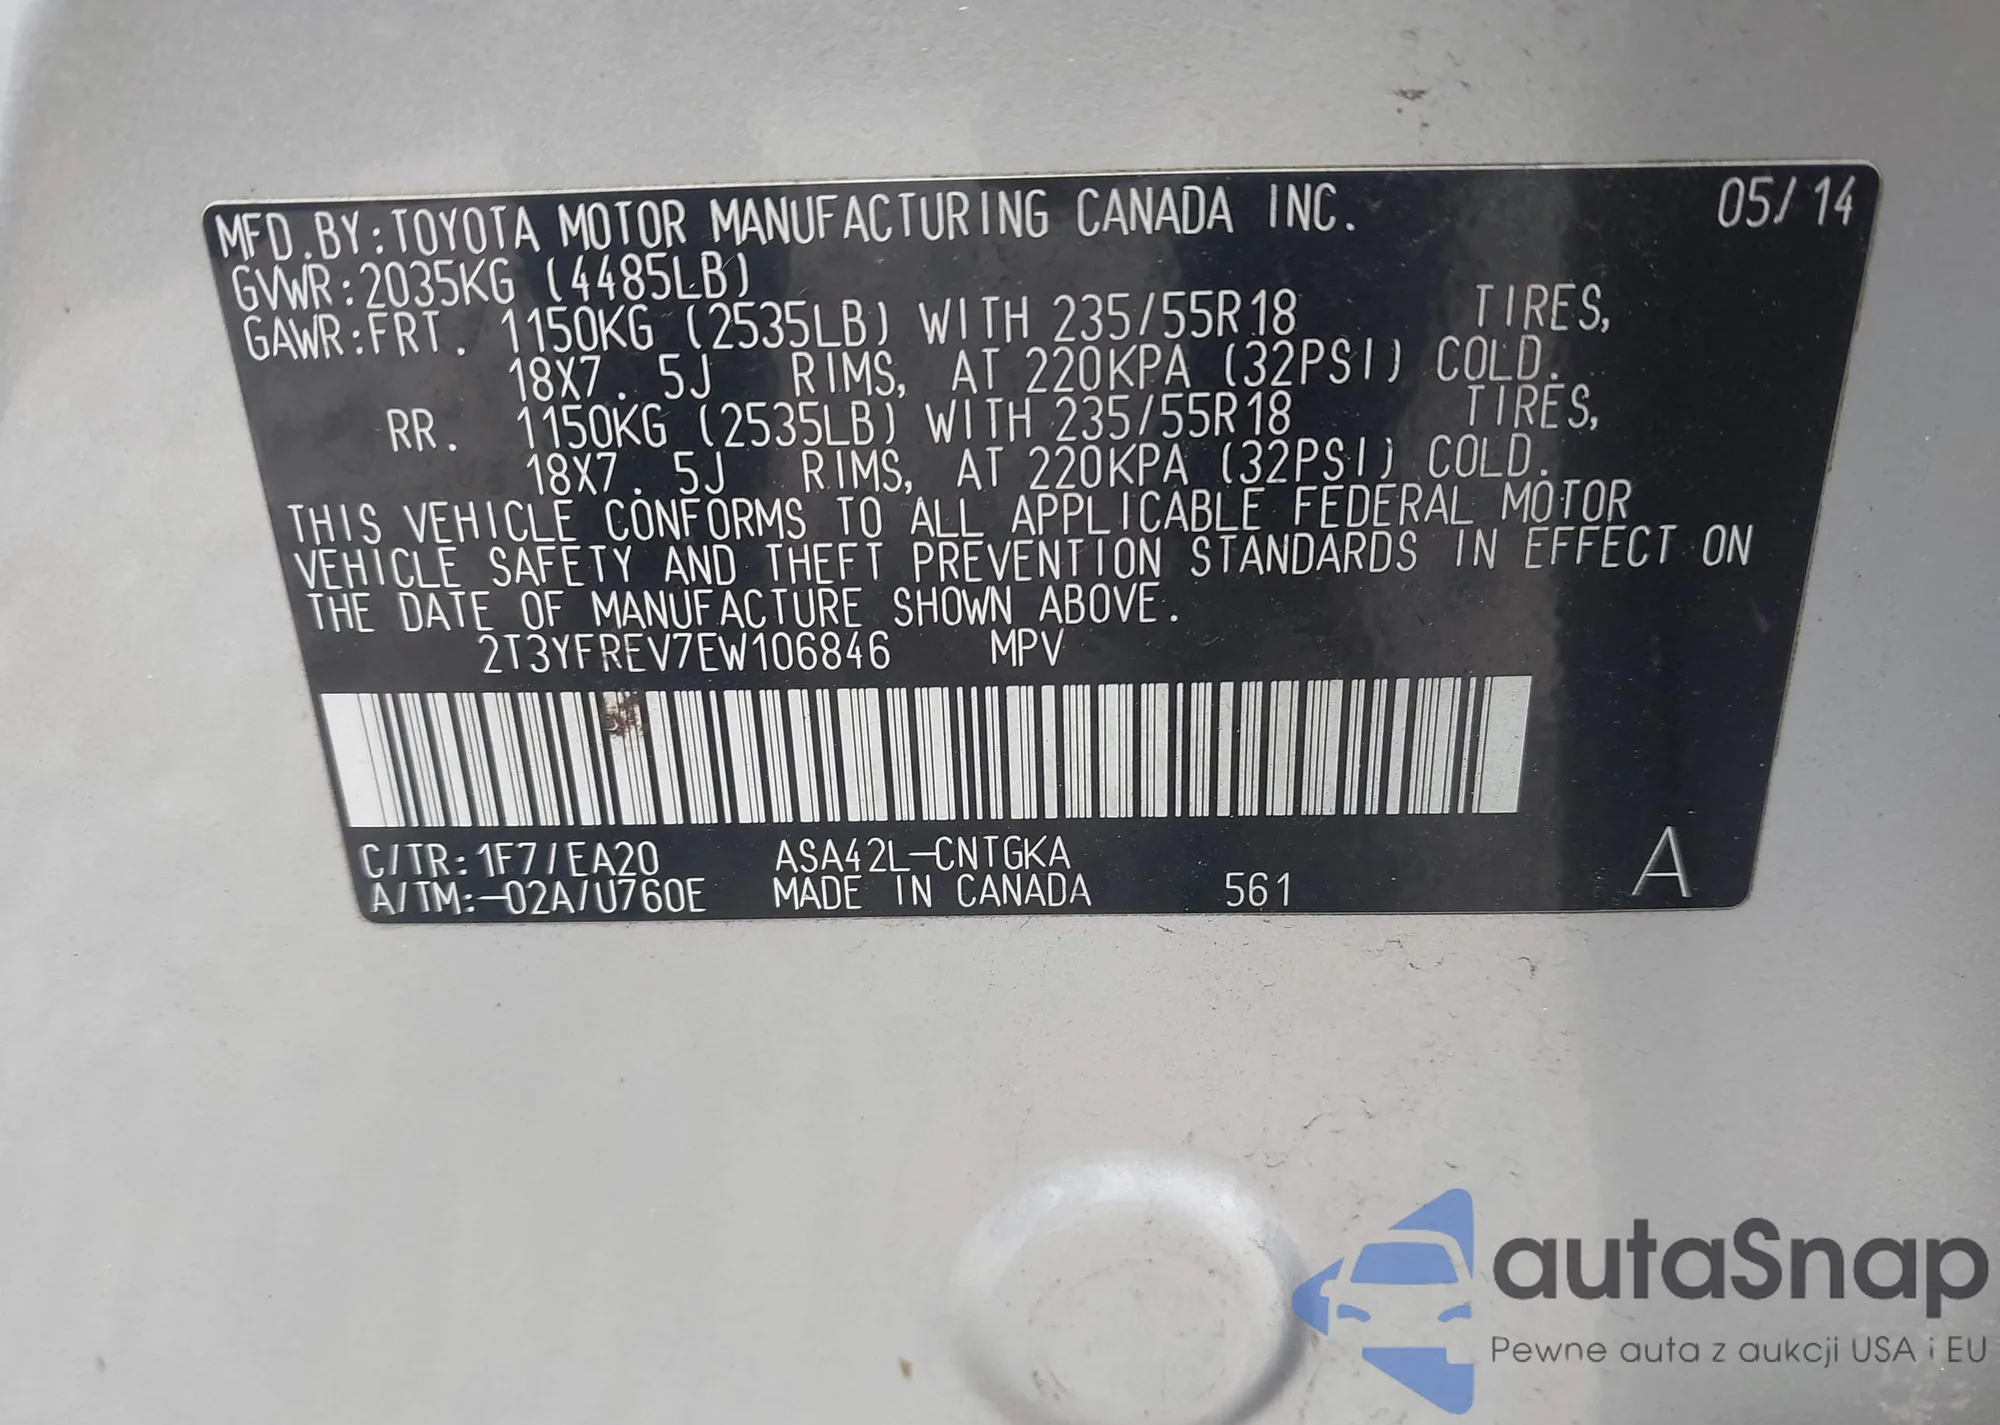 MFD.BY:TOYOTA MOTOR MANUFACTURING CANADA INC. 05/14
GVWR:2035KG (4485LB)
GAWR:FRT. 1150KG (2535LB) WITH 235/55R18 TIRES,
18X7.5J RIMS, AT 220KPA (32PSI) COLD.
RR. 1150KG (2535LB) WITH 235/55R18 TIRES,
18X7.5J RIMS, AT 220KPA (32PSI) COLD.
THIS VEHICLE CONFORMS TO ALL APPLICABLE FEDERAL MOTOR
VEHICLE SAFETY AND THEFT PREVENTION STANDARDS IN EFFECT ON
THE DATE OF MANUFACTURE SHOWN ABOVE.
2T3YFREV7EW106846 MPV
C/TR:1F7/EA20 ASA42L-CNTGKA
A/TM:-02A/U760E MADE IN CANADA 561 A
autaSnap
Pewne auta z aukcji USA i EU